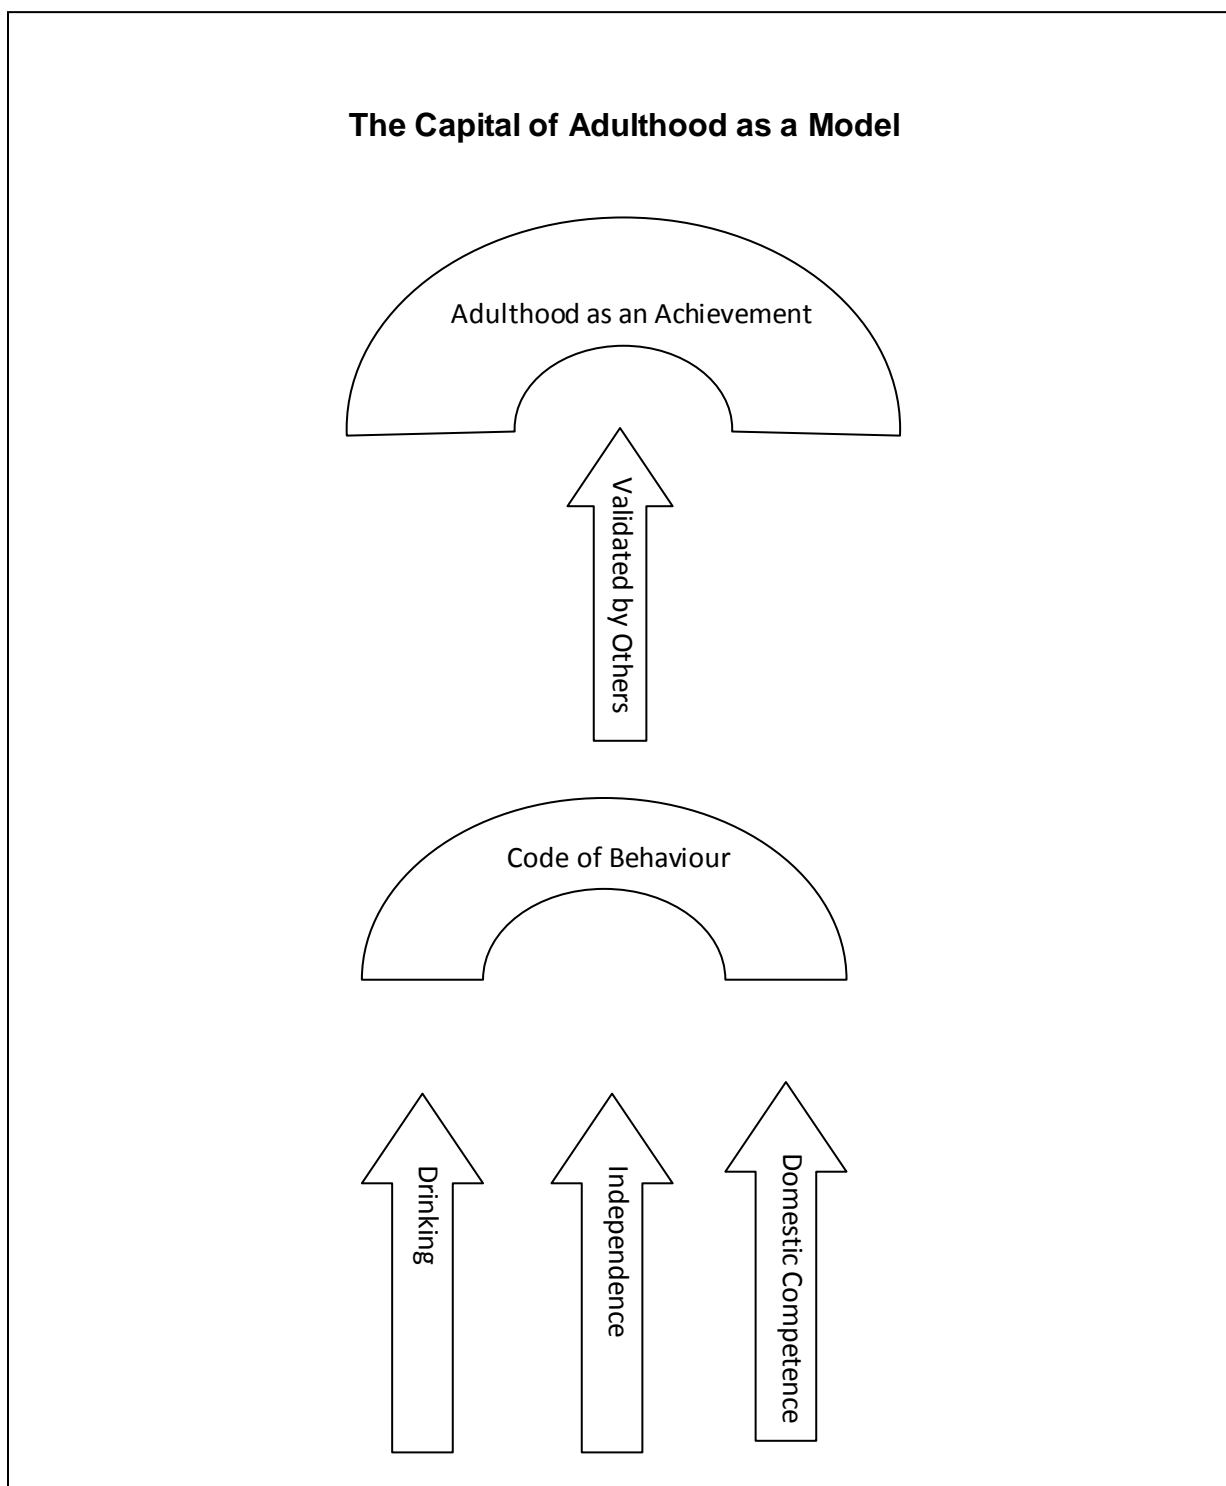 The Capital of Adulthood as a Model
Adulthood as an Achievement
Validated by Others
Code of Behaviour
Drinking
Independence
Domestic Competence